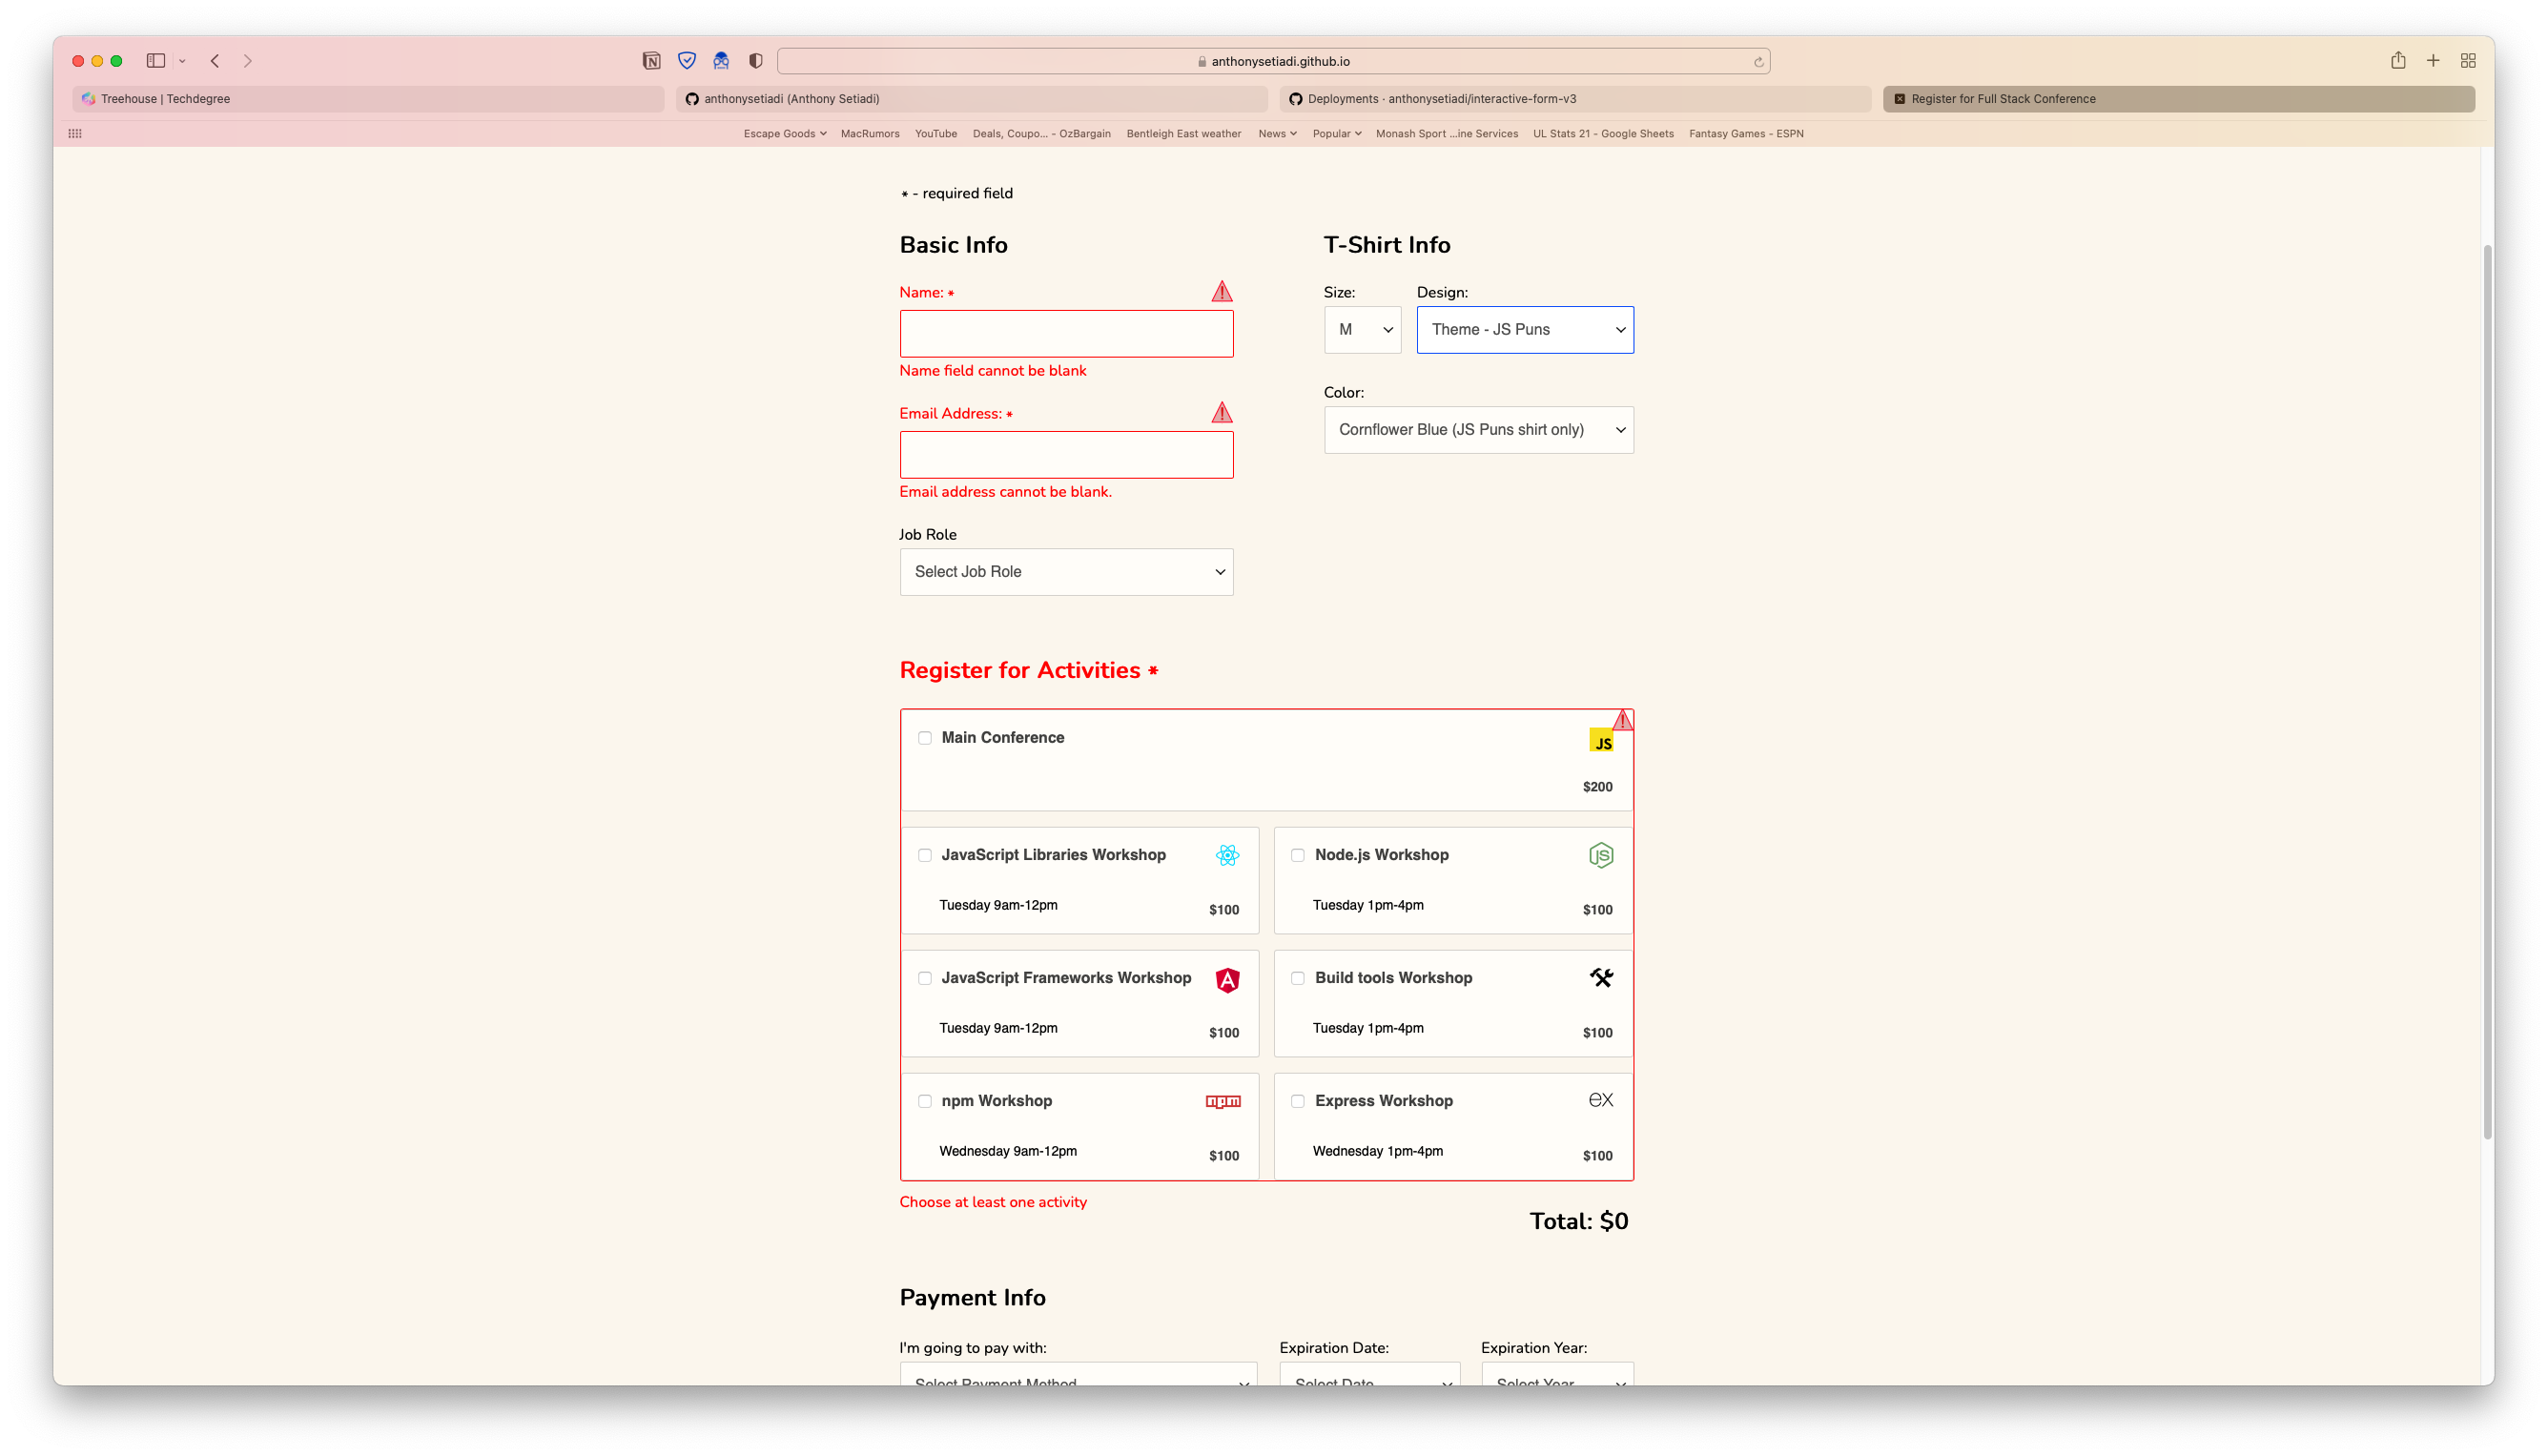 anthonysetiadi.github.io
Treehouse | Techdegree
anthonysetiadi (Anthony Setiadi)
Deployments · anthonysetiadi/interactive-form-v3
Register for Full Stack Conference
Escape Goods
MacRumors
YouTube
Deals, Coupo... - OzBargain
Bentleigh East weather
News
Popular
Monash Sport ...ine Services
UL Stats 21 - Google Sheets
Fantasy Games - ESPN
* - required field
Basic Info
Name: *
Name field cannot be blank
Email Address: *
Email address cannot be blank.
Job Role
Select Job Role
T-Shirt Info
Size:
Design:
M
Theme - JS Puns
Color:
Cornflower Blue (JS Puns shirt only)
Register for Activities *
Main Conference
JS
$200
JavaScript Libraries Workshop
Tuesday 9am-12pm
$100
Node.js Workshop
JS
Tuesday 1pm-4pm
$100
JavaScript Frameworks Workshop
A
Tuesday 9am-12pm
$100
Build tools Workshop
Tuesday 1pm-4pm
$100
npm Workshop
npm
Wednesday 9am-12pm
$100
Express Workshop
ex
Wednesday 1pm-4pm
$100
Choose at least one activity
Total: $0
Payment Info
I'm going to pay with:
Expiration Date:
Expiration Year:
Select Payment Method
Select Date
Select Year